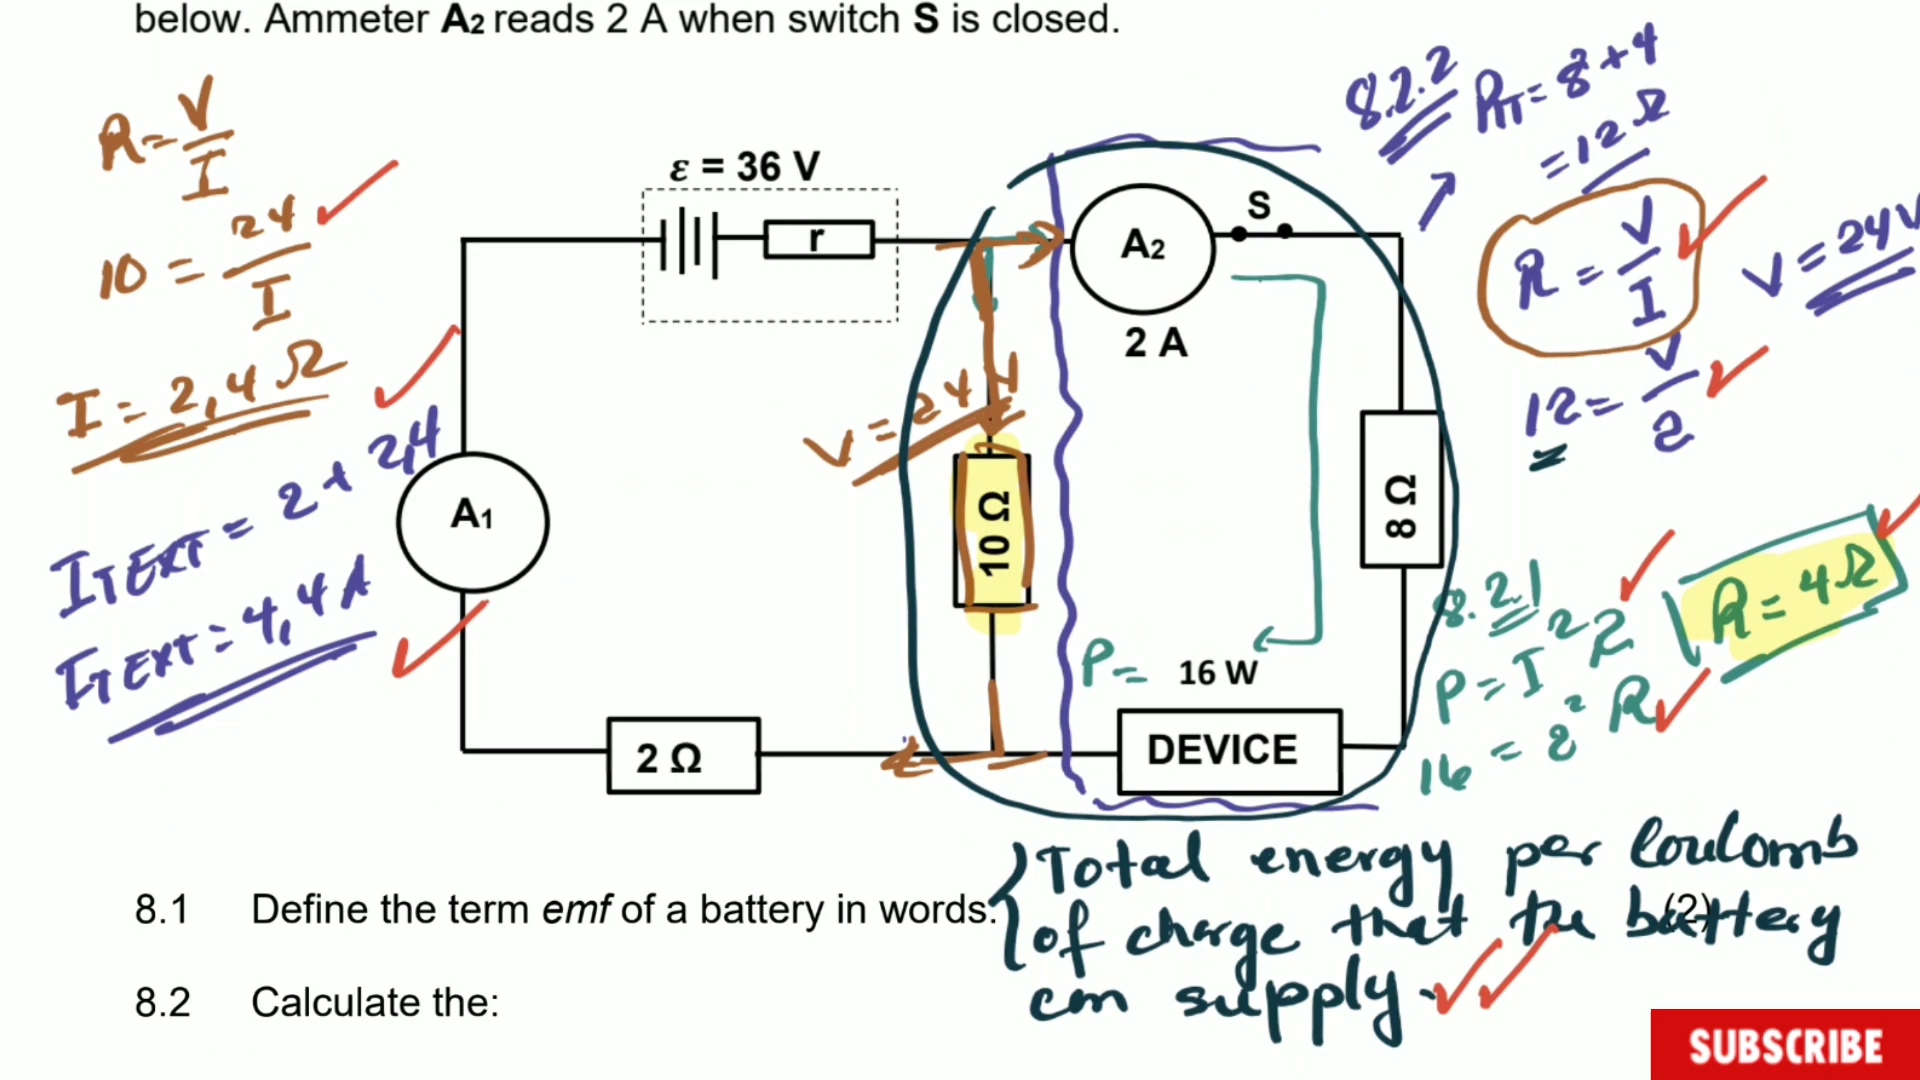 below. Ammeter A2 reads 2 A when switch S is closed.
R = V/I
10 = 24/I
I = 2,4 Ω
ITEXT = 2 + 2,4
ITEXT = 4,4 A
ε = 36 V
r
A2
2 A
S
A1
V = 24 V
10 Ω
8 Ω
2 Ω
P = 16 W
DEVICE
8.2.2
RT = 8 + 4
= 12 Ω
R = V/I
V = 24V
12 = V/2
8.2.1
P = I²R
16 = 2² R
R = 4 Ω
8.1 Define the term emf of a battery in words. (2)
Total energy per Coulomb
of charge that the battery
can supply.
8.2 Calculate the:
SUBSCRIBE